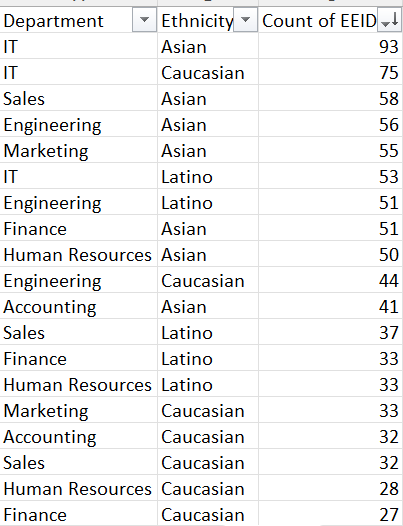 Department Ethnicity Count of EEID
IT Asian 93
IT Caucasian 75
Sales Asian 58
Engineering Asian 56
Marketing Asian 55
IT Latino 53
Engineering Latino 51
Finance Asian 51
Human Resources Asian 50
Engineering Caucasian 44
Accounting Asian 41
Sales Latino 37
Finance Latino 33
Human Resources Latino 33
Marketing Caucasian 33
Accounting Caucasian 32
Sales Caucasian 32
Human Resources Caucasian 28
Finance Caucasian 27